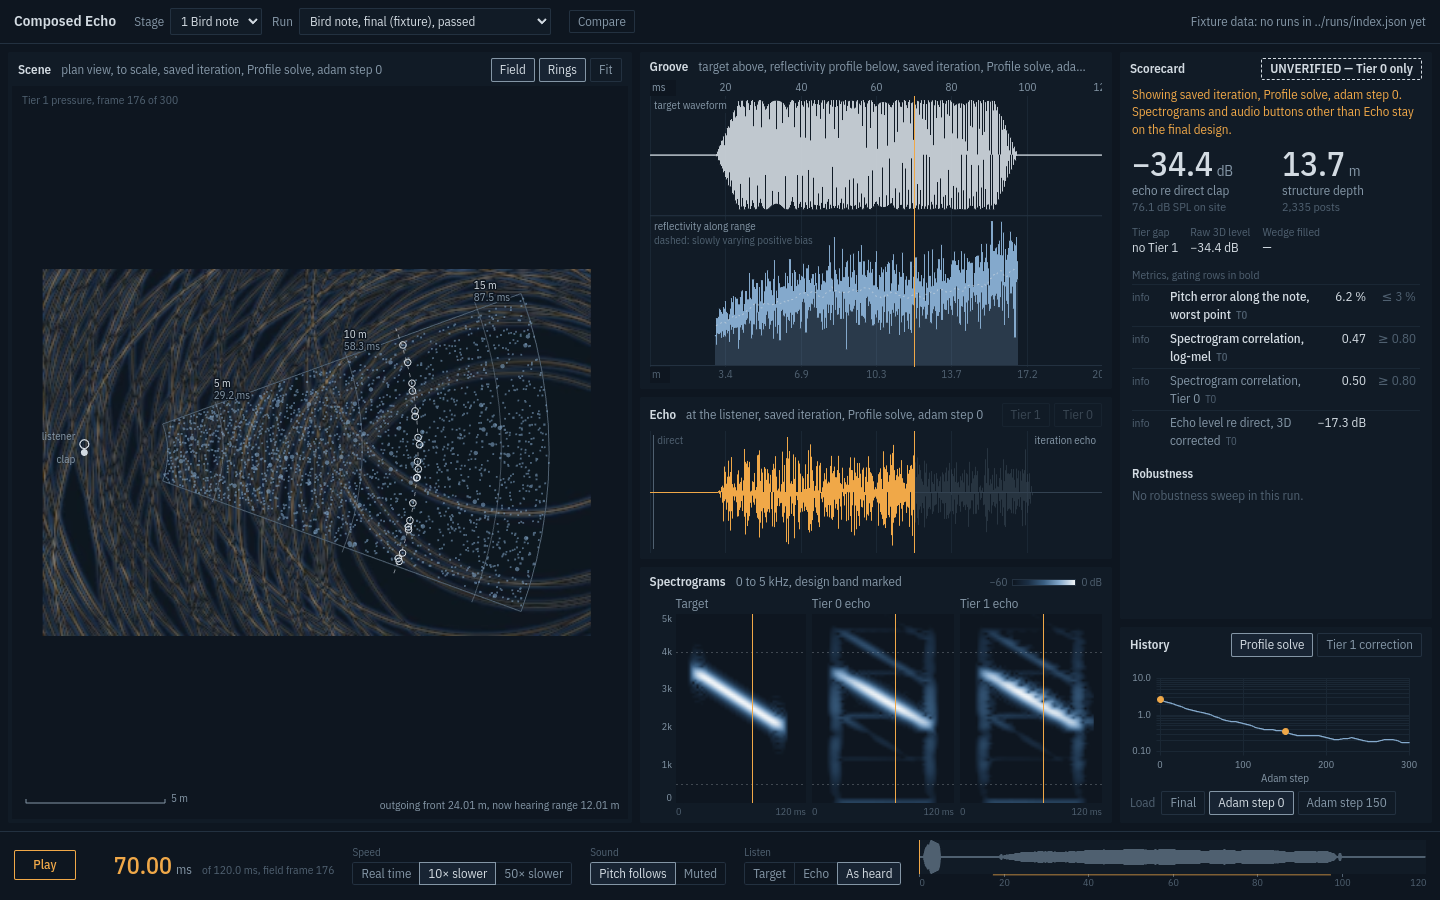 Composed Echo
Stage 1 Bird note
Run Bird note, final (fixture), passed
Compare
Fixture data: no runs in ../runs/index.json yet
Scene plan view, to scale, saved iteration, Profile solve, adam step 0
Field Rings Fit
Tier 1 pressure, frame 176 of 300
15 m
87.5 ms
10 m
58.3 ms
5 m
29.2 ms
listener
clap
5 m
outgoing front 24.01 m, now hearing range 12.01 m
Groove target above, reflectivity profile below, saved iteration, Profile solve, ada...
ms 20 40 60 80 100 12
target waveform
reflectivity along range
dashed: slowly varying positive bias
m 3.4 6.9 10.3 13.7 17.2 20
Echo at the listener, saved iteration, Profile solve, adam step 0
Tier 1 Tier 0
direct
iteration echo
Spectrograms 0 to 5 kHz, design band marked
−60 0 dB
Target Tier 0 echo Tier 1 echo
5k
4k
3k
2k
1k
0
0 120 ms 0 120 ms 0 120 ms
Scorecard
UNVERIFIED — Tier 0 only
Showing saved iteration, Profile solve, adam step 0.
Spectrograms and audio buttons other than Echo stay
on the final design.
−34.4 dB 13.7 m
echo re direct clap structure depth
76.1 dB SPL on site 2,335 posts
Tier gap Raw 3D level Wedge filled
no Tier 1 −34.4 dB —
Metrics, gating rows in bold
info Pitch error along the note, 6.2 % ≤ 3 %
worst point T0
info Spectrogram correlation, 0.47 ≥ 0.80
log-mel T0
info Spectrogram correlation, 0.50 ≥ 0.80
Tier 0 T0
info Echo level re direct, 3D −17.3 dB
corrected T0
Robustness
No robustness sweep in this run.
History
Profile solve Tier 1 correction
10.0
1.0
0.10
0 100 200 300
Adam step
Load Final Adam step 0 Adam step 150
Play
70.00 ms of 120.0 ms, field frame 176
Speed
Real time 10× slower 50× slower
Sound
Pitch follows Muted
Listen
Target Echo As heard
0 20 40 60 80 100 120